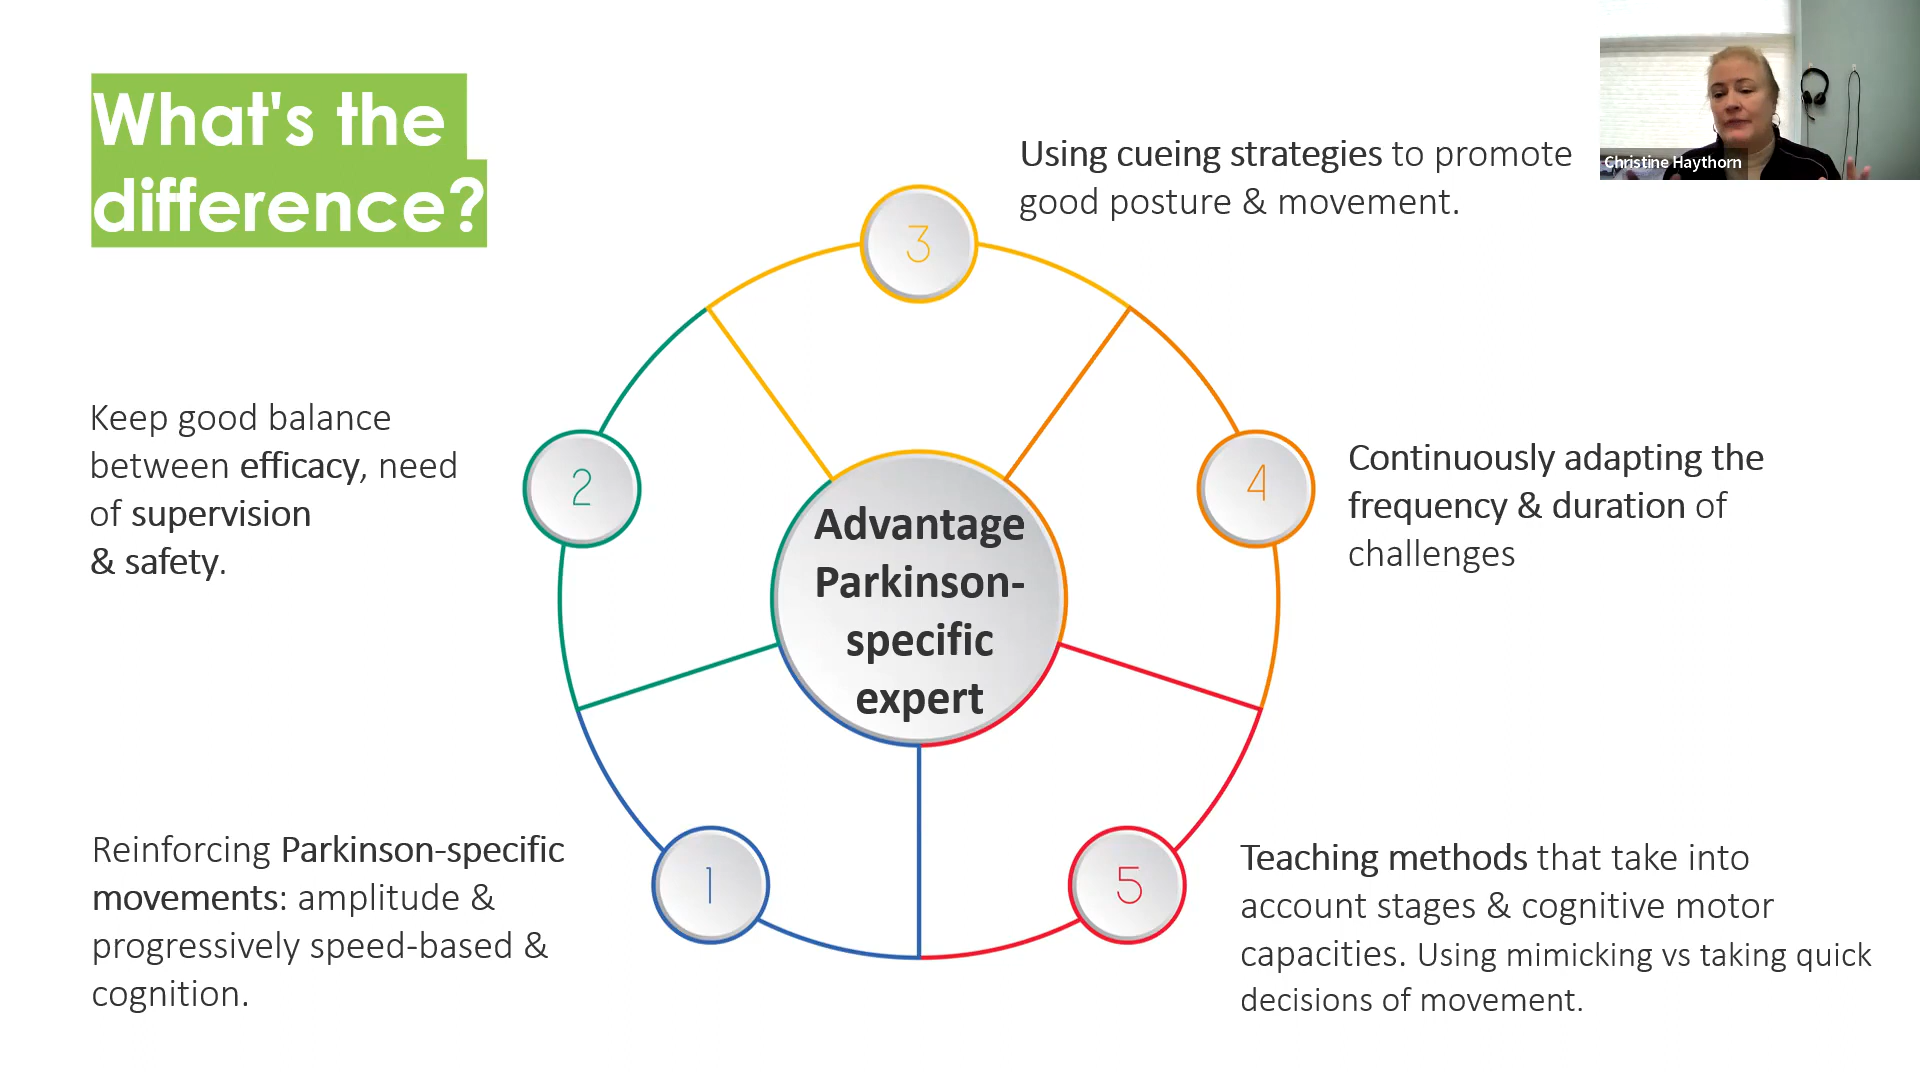 What's the
difference?
Christine Haythorn
Using cueing strategies to promote
good posture & movement.
3
Keep good balance
between efficacy, need
of supervision
& safety.
2
4
Continuously adapting the
frequency & duration of
challenges
Advantage
Parkinson-
specific
expert
Reinforcing Parkinson-specific
movements: amplitude &
progressively speed-based &
cognition.
1
5
Teaching methods that take into
account stages & cognitive motor
capacities. Using mimicking vs taking quick
decisions of movement.